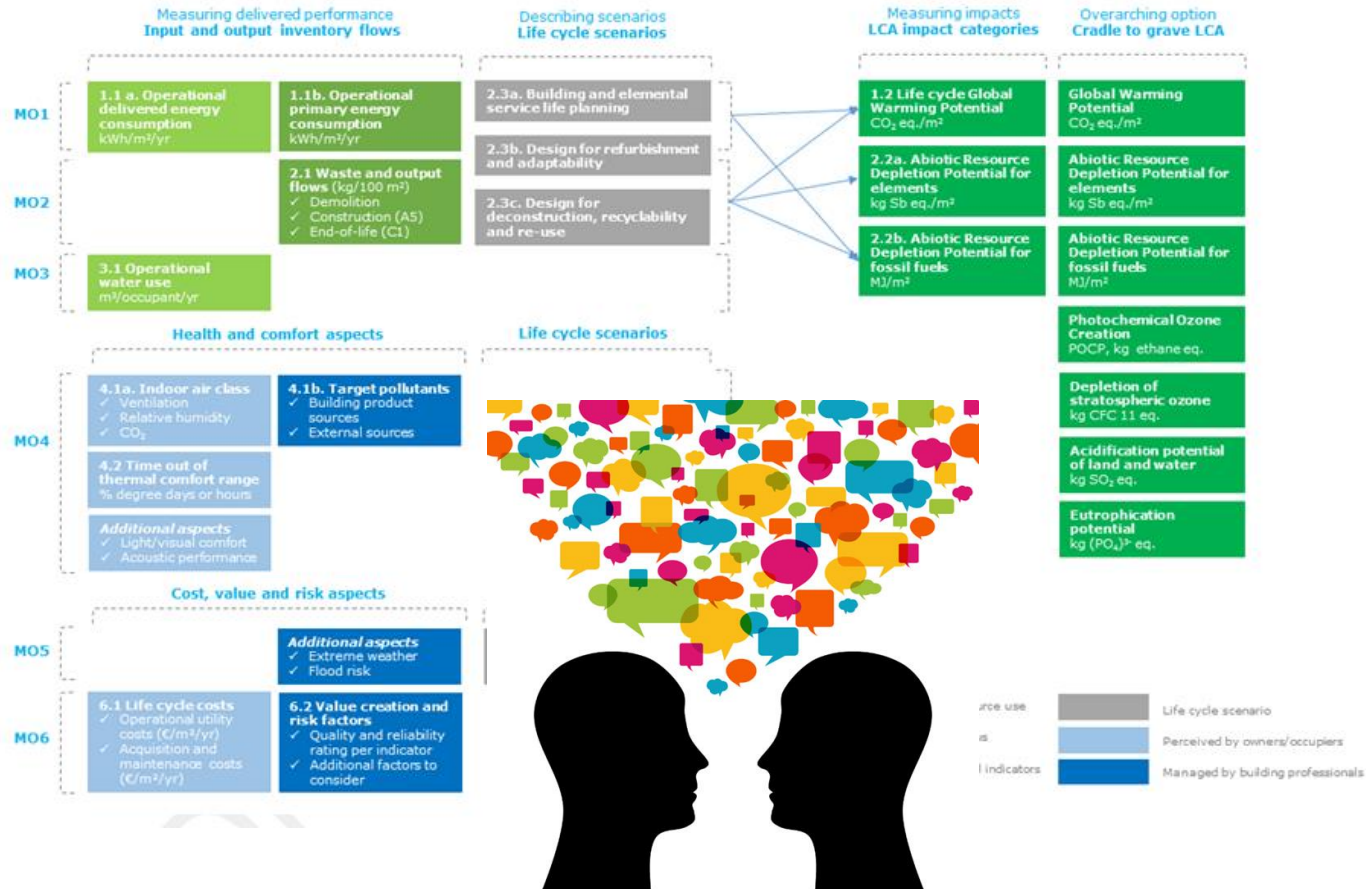 Measuring delivered performance
Input and output inventory flows
Describing scenarios
Life cycle scenarios
Measuring impacts
LCA impact categories
Overarching option
Cradle to grave LCA
MO1
1.1 a. Operational
delivered energy
consumption
kWh/m²/yr
1.1b. Operational
primary energy
consumption
kWh/m²/yr
2.3a. Building and elemental
service life planning
2.3b. Design for refurbishment
and adaptability
2.3c. Design for
deconstruction, recyclability
and re-use
1.2 Life cycle Global
Warming Potential
CO₂ eq./m²
Global Warming
Potential
CO₂ eq./m²
MO2
2.1 Waste and output
flows (kg/100 m²)
✓ Demolition
✓ Construction (A5)
✓ End-of-life (C1)
2.2a. Abiotic Resource
Depletion Potential for
elements
kg Sb eq./m²
Abiotic Resource
Depletion Potential for
elements
kg Sb eq./m²
MO3
3.1 Operational
water use
m³/occupant/yr
2.2b. Abiotic Resource
Depletion Potential for
fossil fuels
MJ/m²
Abiotic Resource
Depletion Potential for
fossil fuels
MJ/m²
Photochemical Ozone
Creation
POCP, kg ethane eq.
Depletion of
stratospheric ozone
kg CFC 11 eq.
Acidification potential
of land and water
kg SO₂ eq.
Eutrophication
potential
kg (PO₄)³⁻ eq.
Health and comfort aspects
Life cycle scenarios
MO4
4.1a. Indoor air class
✓ Ventilation
✓ Relative humidity
✓ CO₂
4.1b. Target pollutants
✓ Building product
sources
✓ External sources
4.2 Time out of
thermal comfort range
% degree days or hours
Additional aspects
✓ Light/visual comfort
✓ Acoustic performance
Cost, value and risk aspects
MO5
Additional aspects
✓ Extreme weather
✓ Flood risk
MO6
6.1 Life cycle costs
✓ Operational utility
costs (€/m²/yr)
✓ Acquisition and
maintenance costs
(€/m²/yr)
6.2 Value creation and
risk factors
✓ Quality and reliability
rating per indicator
✓ Additional factors to
consider
use
indicators
Life cycle scenario
Perceived by owners/occupiers
Managed by building professionals